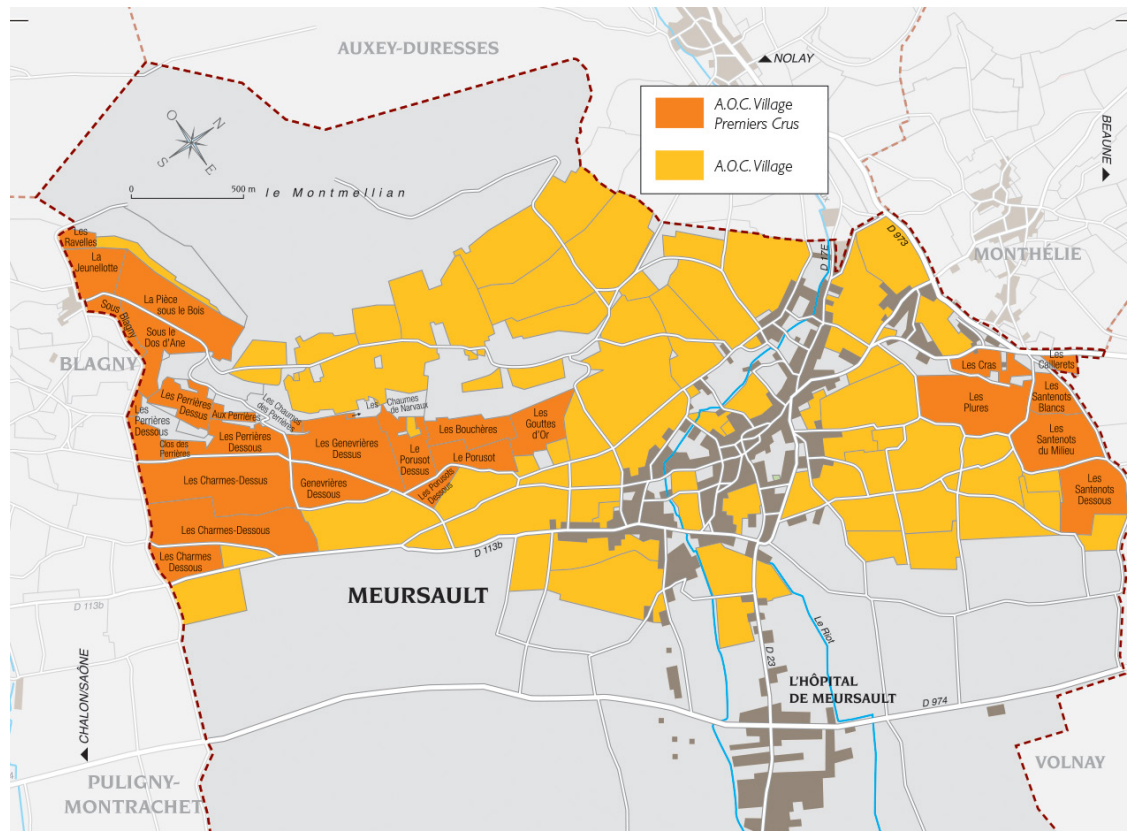 AUXEY-DURESSES
NOLAY
A.O.C. Village
Premiers Crus
A.O.C. Village
BEAUNE
O
N
S
E
0
500 m
le Montmellian
D 17E
D 973
MONTHÉLIE
Les
Ravelles
La
Jeunellotte
La Pièce
sous le Bois
Sous Blagny
Sous le
Dos d'Ane
BLAGNY
Les Perrières
Dessus
Aux Perrières
Les Chaumes
des Perrières
Les Chaumes
de Narvaux
Les
Perrières
Dessous
Clos des
Perrières
Les Perrières
Dessous
Les Genevrières
Dessus
Le
Porusot
Dessus
Les Bouchères
Le Porusot
Les
Gouttes
d'Or
Les Porusots
Dessous
Genevrières
Dessous
Les Charmes-Dessus
Les Charmes-Dessous
Les Charmes
Dessous
Les Cras
Les
Caillerets
Les
Plures
Les
Santenots
Blancs
Les
Santenots
du Milieu
Les
Santenots
Dessous
D 113b
D 113b
MEURSAULT
Le Riot
D 23
L'HÔPITAL
DE MEURSAULT
D 974
CHALON/SAÔNE
PULIGNY-
MONTRACHET
VOLNAY